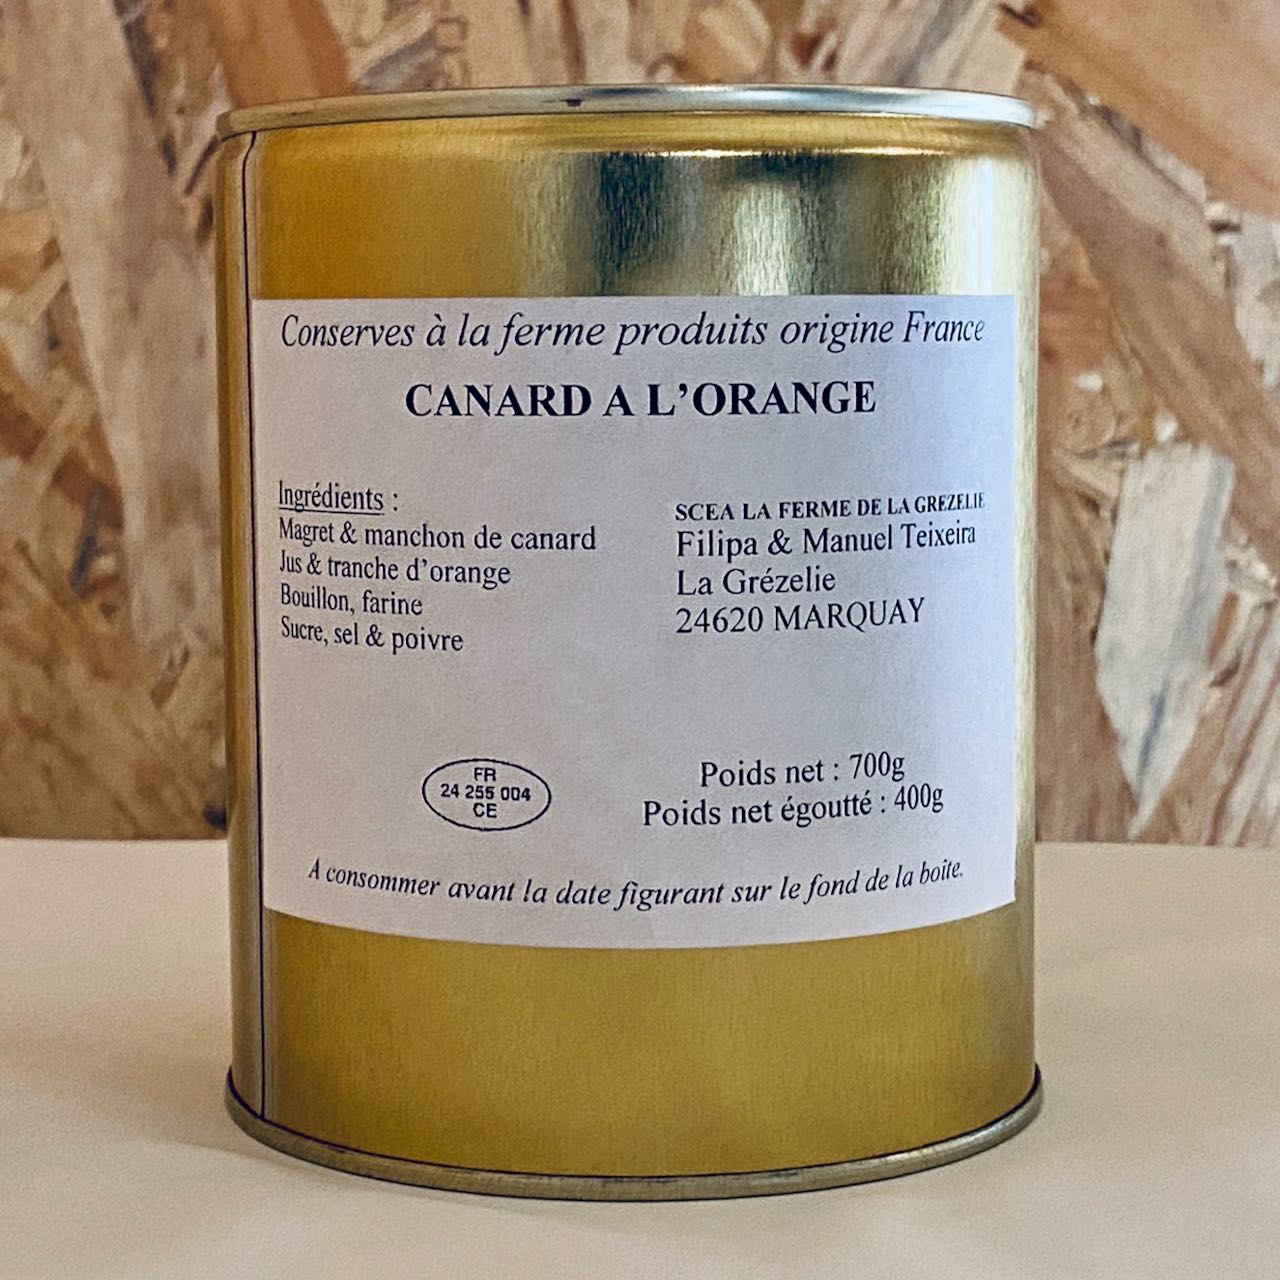 Conserves à la ferme produits origine France
CANARD A L'ORANGE
Ingrédients :
Magret & manchon de canard
Jus & tranche d'orange
Bouillon, farine
Sucre, sel & poivre
SCEA LA FERME DE LA GREZELIE
Filipa & Manuel Teixeira
La Grézelie
24620 MARQUAY
FR
24 255 004
CE
Poids net : 700g
Poids net égoutté : 400g
A consommer avant la date figurant sur le fond de la boite.